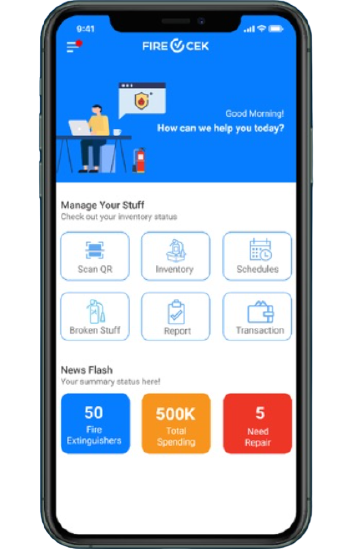 9:41
FIRE CEK
Good Morning!
How can we help you today?
Manage Your Stuff
Check out your inventory status
Scan QR
Inventory
Schedules
Broken Stuff
Report
Transaction
News Flash
Your summary status here!
50
Fire
Extinguishers
500K
Total
Spending
5
Need
Repair